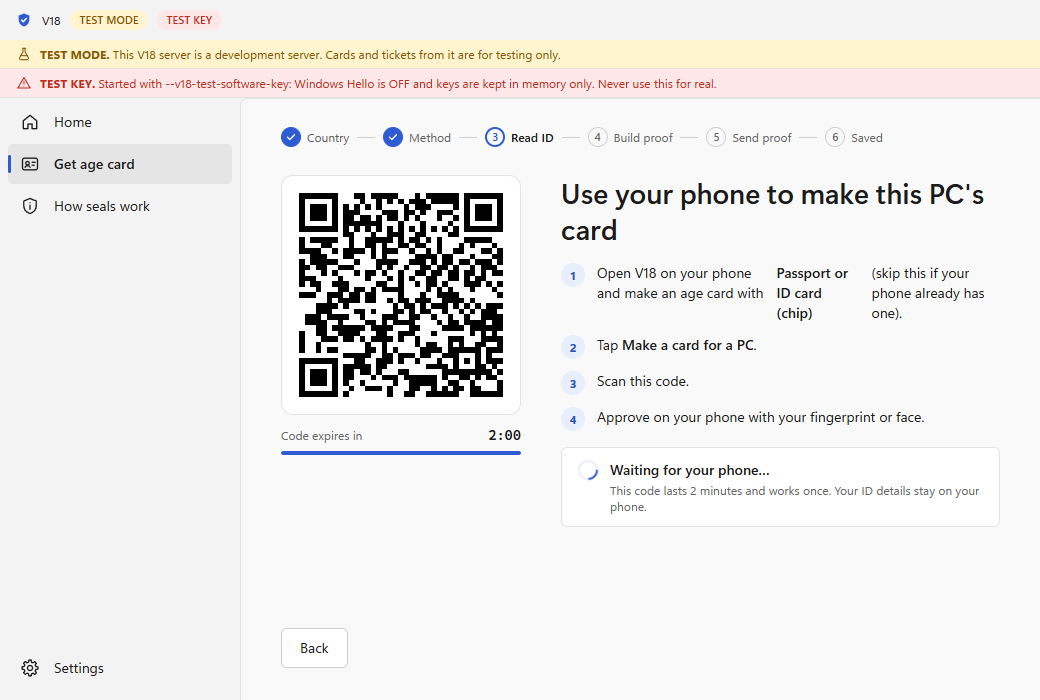 V18 TEST MODE TEST KEY
TEST MODE. This V18 server is a development server. Cards and tickets from it are for testing only.
TEST KEY. Started with --v18-test-software-key: Windows Hello is OFF and keys are kept in memory only. Never use this for real.
Home
Get age card
How seals work
Settings
Country Method 3 Read ID 4 Build proof 5 Send proof 6 Saved
Code expires in 2:00
Use your phone to make this PC's
card
1 Open V18 on your phone Passport or (skip this if your
and make an age card with ID card phone already has
(chip) one).
2 Tap Make a card for a PC.
3 Scan this code.
4 Approve on your phone with your fingerprint or face.
Waiting for your phone...
This code lasts 2 minutes and works once. Your ID details stay on your
phone.
Back